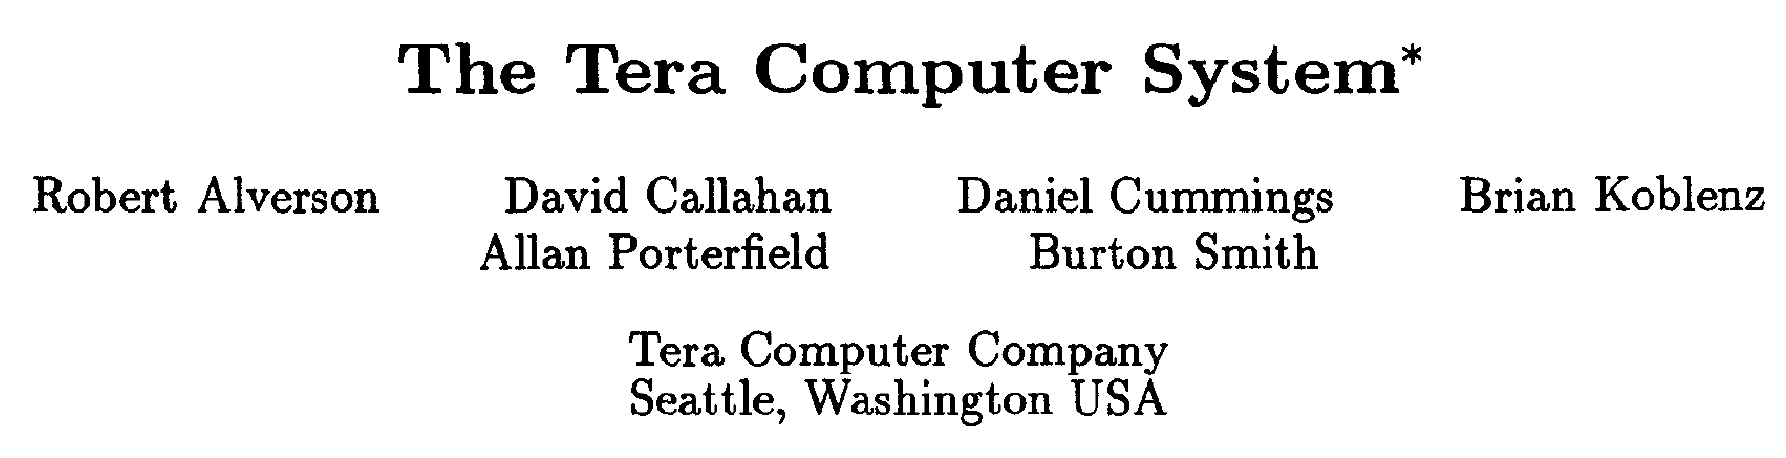 The Tera Computer System*
Robert Alverson David Callahan Daniel Cummings Brian Koblenz
Allan Porterfield Burton Smith
Tera Computer Company
Seattle, Washington USA